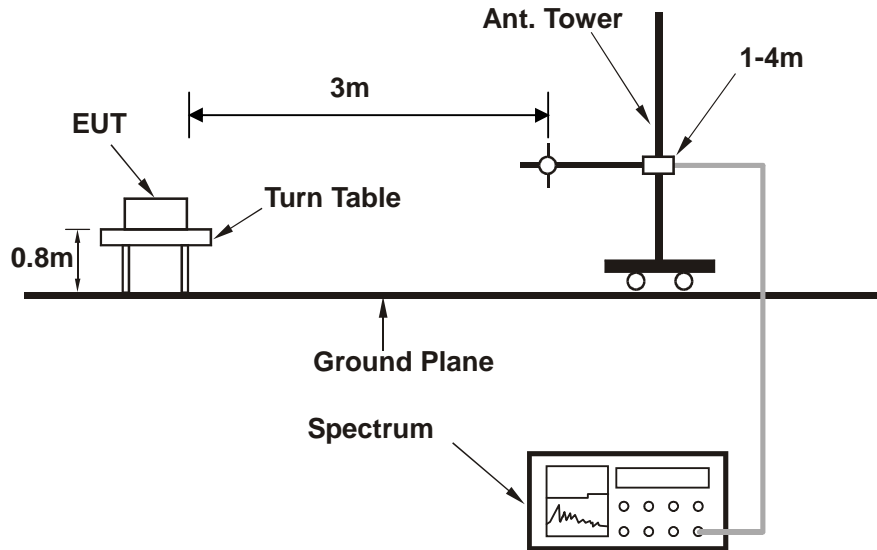 Ant. Tower
1-4m
3m
EUT
Turn Table
0.8m
Ground Plane
Spectrum